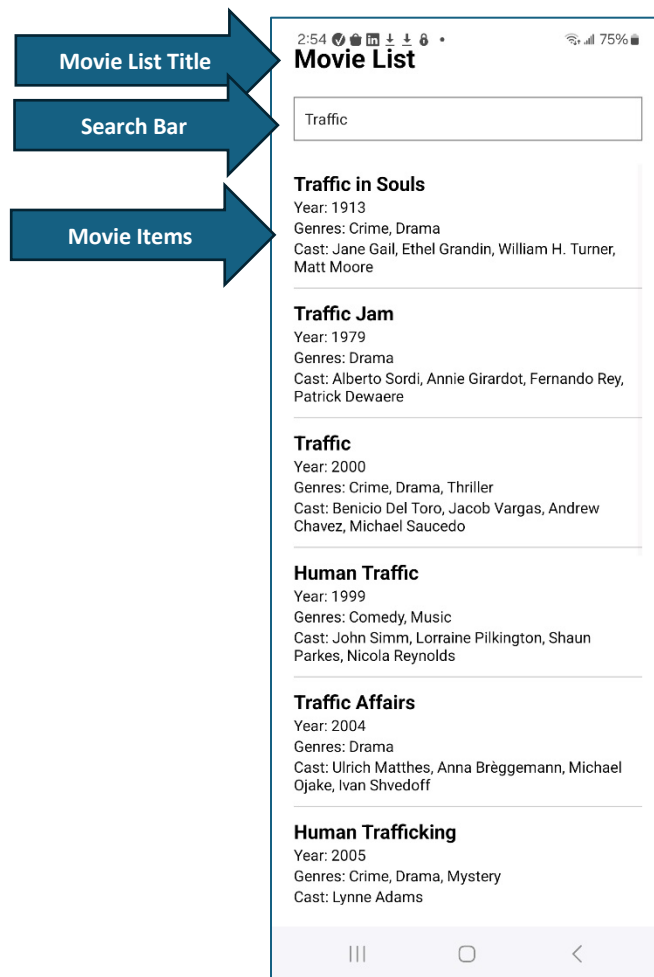 Movie List Title
Search Bar
Movie Items
2:54 75%
Movie List
Traffic
Traffic in Souls
Year: 1913
Genres: Crime, Drama
Cast: Jane Gail, Ethel Grandin, William H. Turner,
Matt Moore
Traffic Jam
Year: 1979
Genres: Drama
Cast: Alberto Sordi, Annie Girardot, Fernando Rey,
Patrick Dewaere
Traffic
Year: 2000
Genres: Crime, Drama, Thriller
Cast: Benicio Del Toro, Jacob Vargas, Andrew
Chavez, Michael Saucedo
Human Traffic
Year: 1999
Genres: Comedy, Music
Cast: John Simm, Lorraine Pilkington, Shaun
Parkes, Nicola Reynolds
Traffic Affairs
Year: 2004
Genres: Drama
Cast: Ulrich Matthes, Anna Brèggemann, Michael
Ojake, Ivan Shvedoff
Human Trafficking
Year: 2005
Genres: Crime, Drama, Mystery
Cast: Lynne Adams